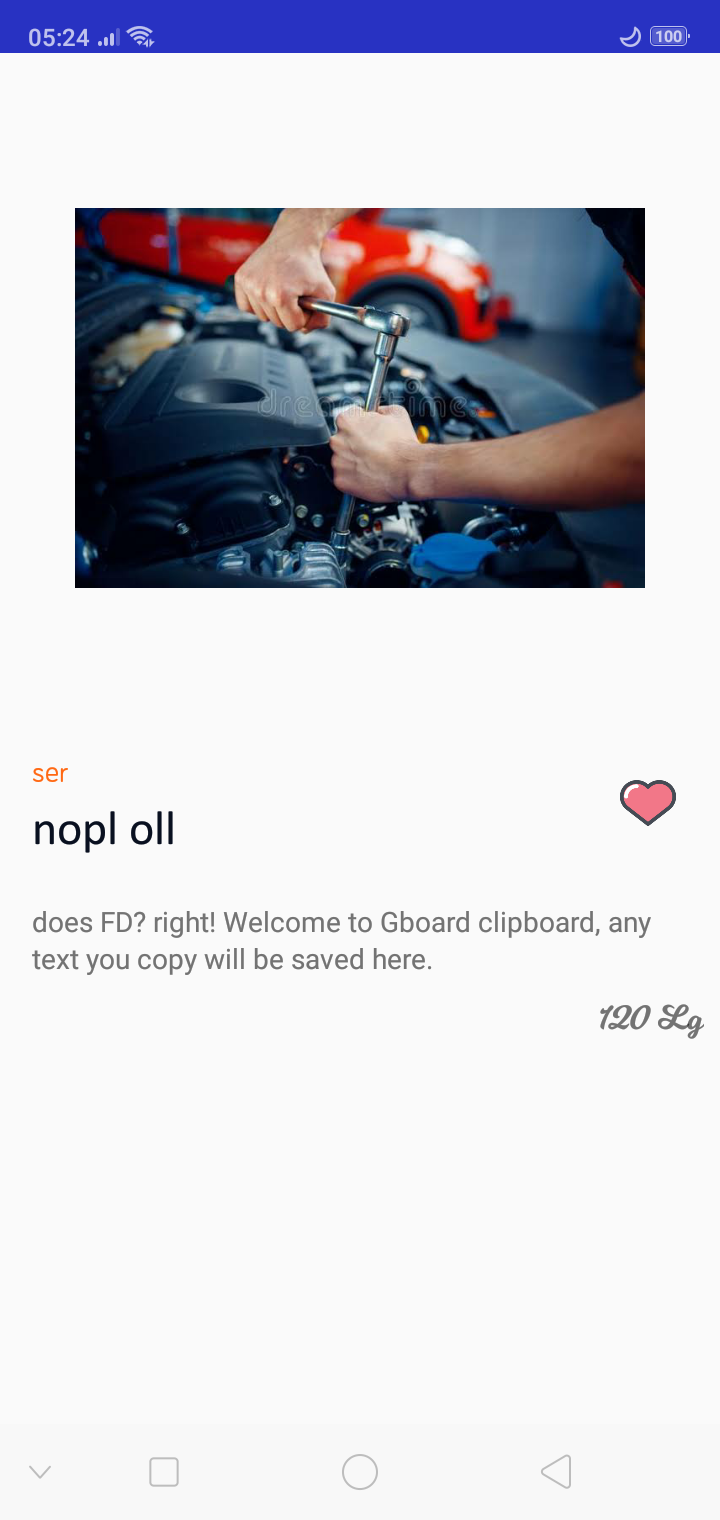 05:24
100
dreamstime
ser
nopl oll
does FD? right! Welcome to Gboard clipboard, any
text you copy will be saved here.
120 Lg